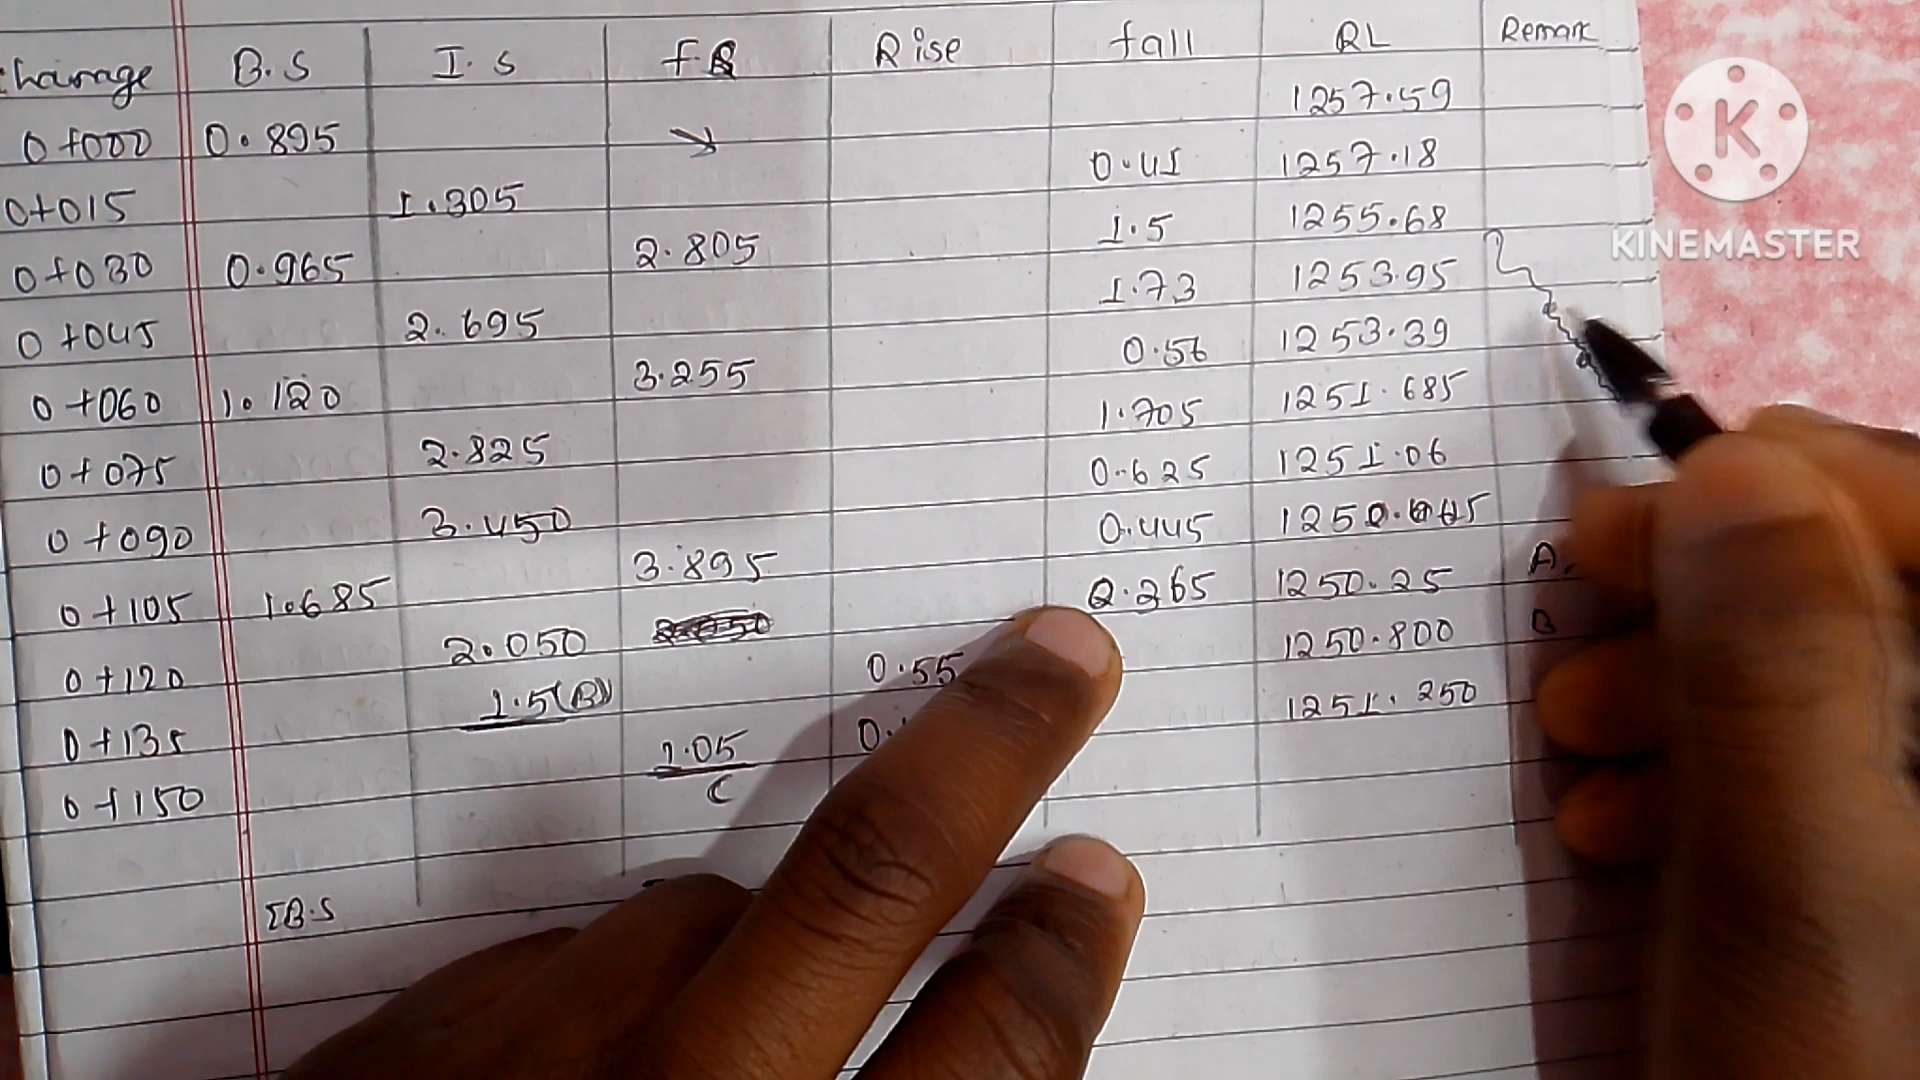 chainage B.S I.S F.S Rise fall RL Remark
0+000 0.895 1257.59
0+015 1.305 0.41 1257.18
0+030 0.965 2.805 1.5 1255.68
0+045 2.695 1.73 1253.95
0+060 1.120 3.255 0.56 1253.39
0+075 2.825 1.705 1251.685
0+090 3.450 0.625 1251.06
0+105 1.685 3.895 0.445 A.
0+120 2.050 0.265 1250.25 B
0+135 1.5(B) 0.55 1250.800
0+150 1.05 1251.250
C
ΣB.S
K
KINEMASTER